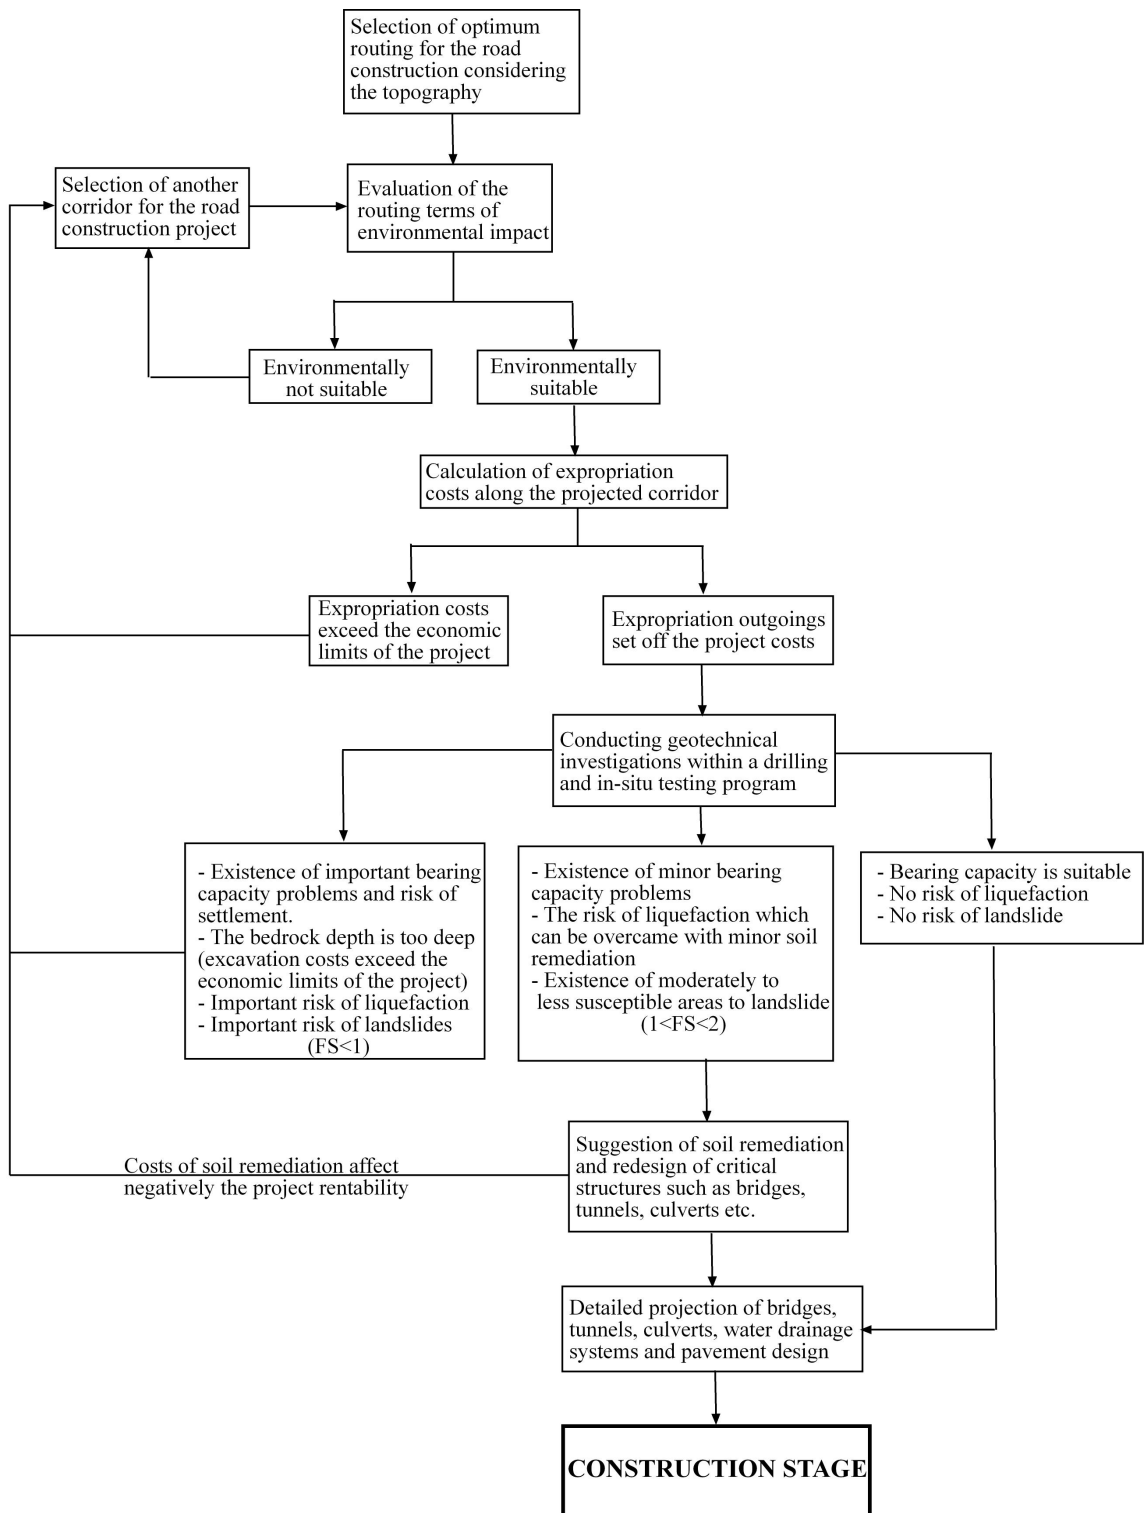 Selection of optimum
routing for the road
construction considering
the topography
Selection of another
corridor for the road
construction project
Evaluation of the
routing terms of
environmental impact
Environmentally
not suitable
Environmentally
suitable
Calculation of expropriation
costs along the projected corridor
Expropriation costs
exceed the economic
limits of the project
Expropriation outgoings
set off the project costs
Conducting geotechnical
investigations within a drilling
and in-situ testing program
- Existence of important bearing
capacity problems and risk of
settlement.
- The bedrock depth is too deep
(excavation costs exceed the
economic limits of the project)
- Important risk of liquefaction
- Important risk of landslides
(FS<1)
- Existence of minor bearing
capacity problems
- The risk of liquefaction which
can be overcame with minor soil
remediation
- Existence of moderately to
less susceptible areas to landslide
(1<FS<2)
- Bearing capacity is suitable
- No risk of liquefaction
- No risk of landslide
Costs of soil remediation affect
negatively the project rentability
Suggestion of soil remediation
and redesign of critical
structures such as bridges,
tunnels, culverts etc.
Detailed projection of bridges,
tunnels, culverts, water drainage
systems and pavement design
CONSTRUCTION STAGE